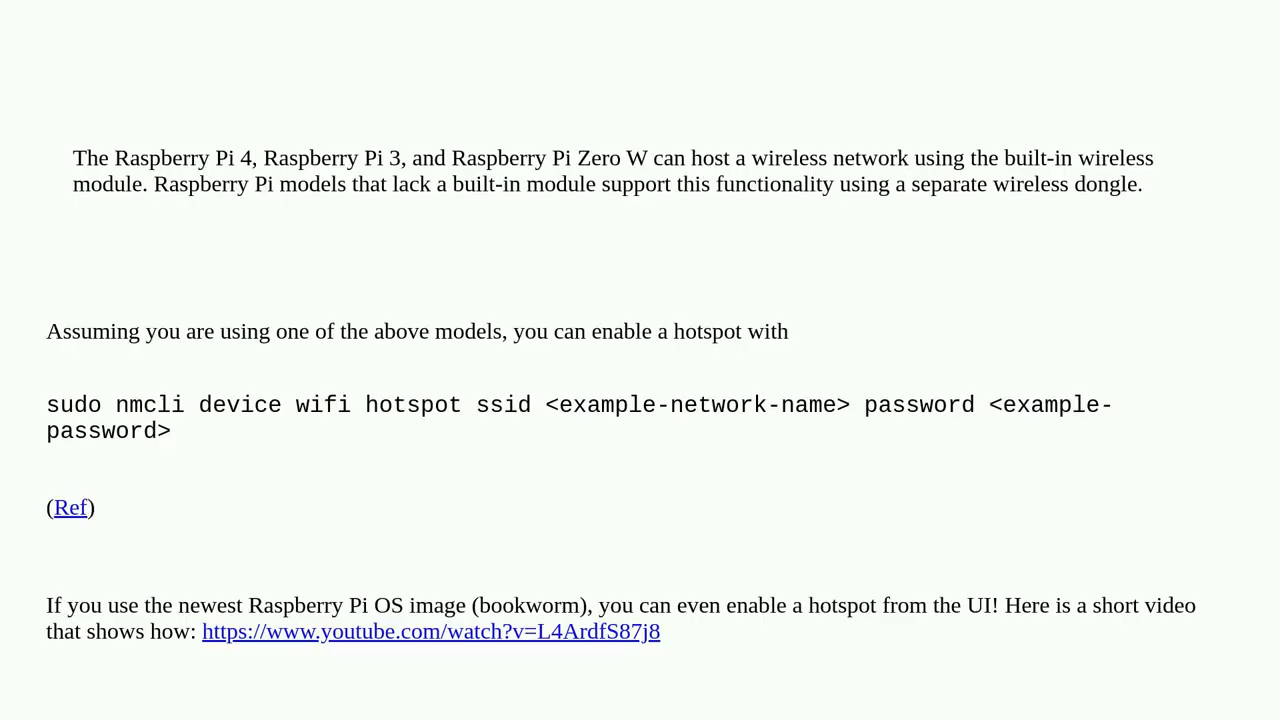 The Raspberry Pi 4, Raspberry Pi 3, and Raspberry Pi Zero W can host a wireless network using the built-in wireless
module. Raspberry Pi models that lack a built-in module support this functionality using a separate wireless dongle.
Assuming you are using one of the above models, you can enable a hotspot with
sudo nmcli device wifi hotspot ssid <example-network-name> password <example-
password>
(Ref)
If you use the newest Raspberry Pi OS image (bookworm), you can even enable a hotspot from the UI! Here is a short video
that shows how: https://www.youtube.com/watch?v=L4ArdfS87j8